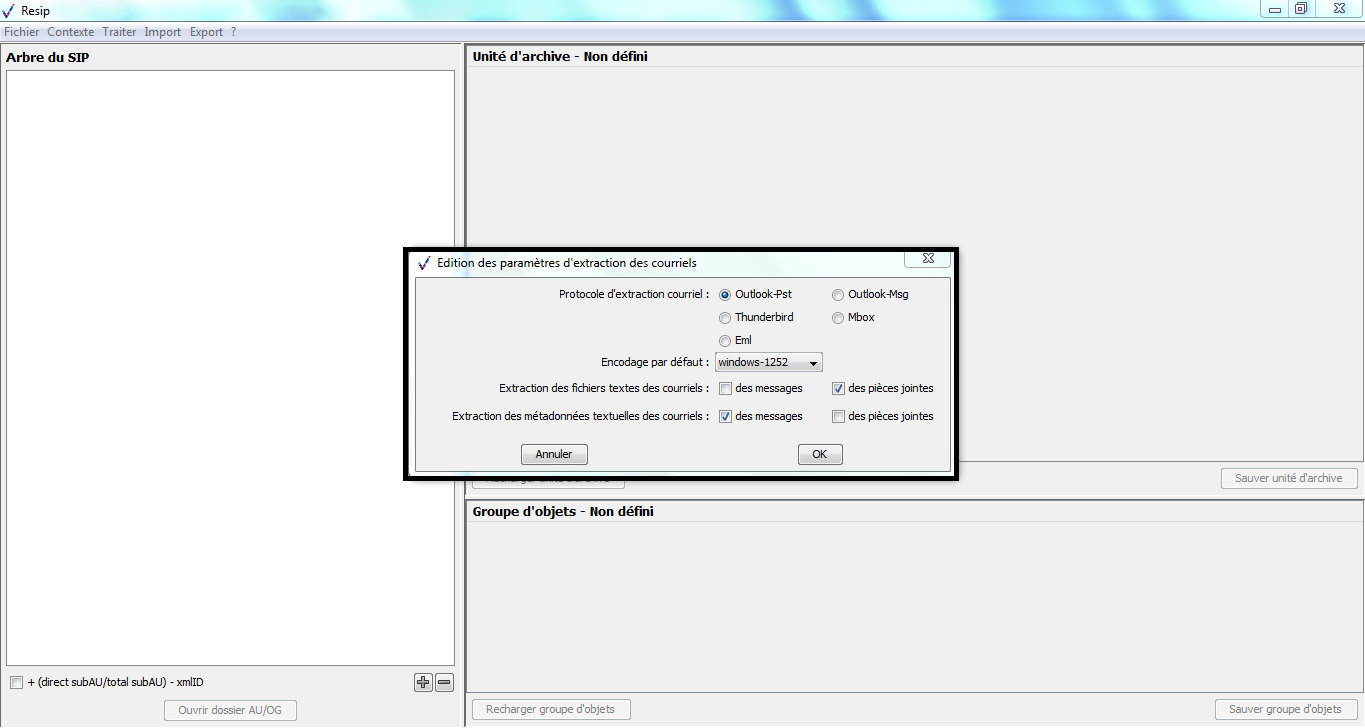 Resip
Fichier Contexte Traiter Import Export ?
Arbre du SIP
Unité d'archive - Non défini
Edition des paramètres d'extraction des courriels
Protocole d'extraction courriel : Outlook-Pst Outlook-Msg
Thunderbird Mbox
Eml
Encodage par défaut : windows-1252
Extraction des fichiers textes des courriels : des messages des pièces jointes
Extraction des métadonnées textuelles des courriels : des messages des pièces jointes
Annuler OK
Sauver unité d'archive
Groupe d'objets - Non défini
+ (direct subAU/total subAU) - xmlID
Ouvrir dossier AU/OG
Recharger groupe d'objets Sauver groupe d'objets